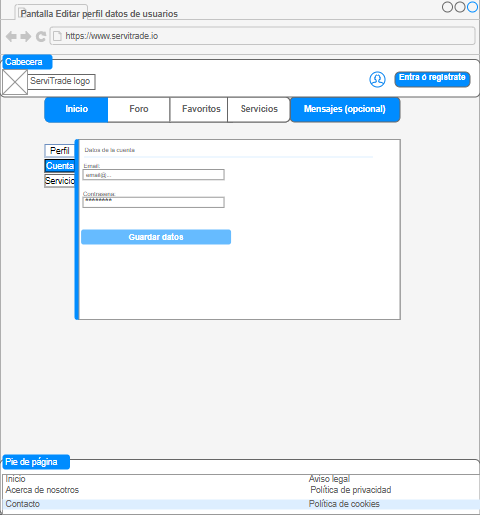 Pantalla Editar perfil datos de usuarios
https://www.servitrade.io
Cabecera
ServiTrade logo
Entra ó registrate
Inicio Foro Favoritos Servicios Mensajes (opcional)
Perfil
Cuenta
Servicio
Datos de la cuenta
Email:
email@...
Contraseña:
********
Guardar datos
Pie de página
Inicio Aviso legal
Acerca de nosotros Política de privacidad
Contacto Política de cookies